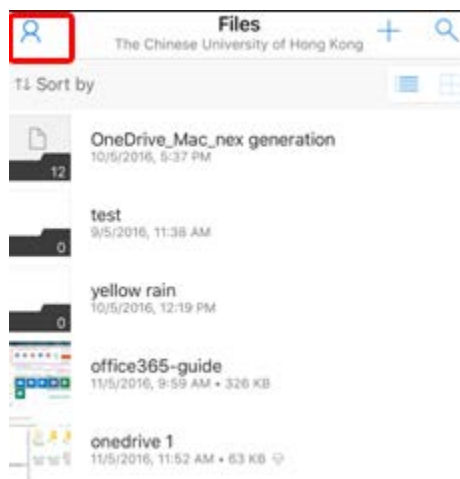 Files
The Chinese University of Hong Kong
↑↓ Sort by
OneDrive_Mac_nex generation
10/5/2016, 5:37 PM
12
test
9/5/2016, 11:38 AM
0
yellow rain
10/5/2016, 12:19 PM
0
office365-guide
11/5/2016, 9:59 AM • 326 KB
onedrive 1
11/5/2016, 11:52 AM • 63 KB